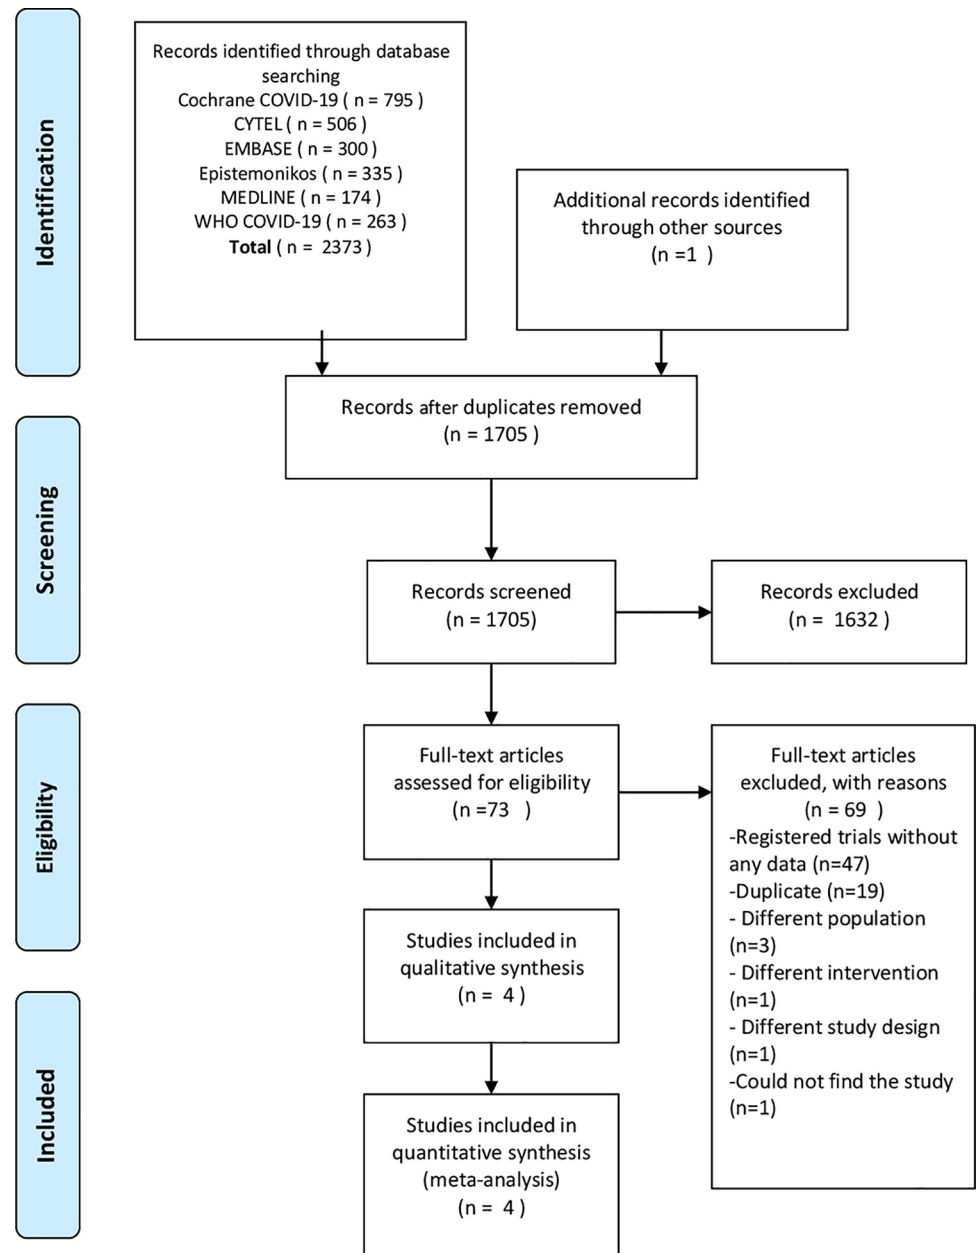 Identification
Records identified through database
searching
Cochrane COVID-19 ( n = 795 )
CYTEL ( n = 506 )
EMBASE ( n = 300 )
Epistemonikos ( n = 335 )
MEDLINE ( n = 174 )
WHO COVID-19 ( n = 263 )
Total ( n = 2373 )
Additional records identified
through other sources
(n =1 )
Records after duplicates removed
(n = 1705 )
Screening
Records screened
(n = 1705)
Records excluded
(n = 1632 )
Eligibility
Full-text articles
assessed for eligibility
(n =73 )
Full-text articles
excluded, with reasons
(n = 69 )
-Registered trials without
any data (n=47)
-Duplicate (n=19)
- Different population
(n=3)
- Different intervention
(n=1)
- Different study design
(n=1)
-Could not find the study
(n=1)
Studies included in
qualitative synthesis
(n = 4 )
Included
Studies included in
quantitative synthesis
(meta-analysis)
(n = 4 )